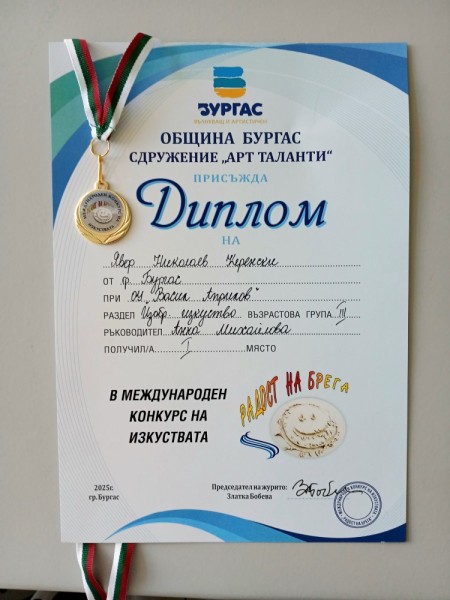 БУРГАС
ОБЩИНА БУРГАС
СДРУЖЕНИЕ „АРТ ТАЛАНТИ“
ПРИСЪЖДА
Диплом
НА
Явор Николаев Керенски
ОТ гр. Бургас
ПРИ ОУ „Васил Априлов“
РАЗДЕЛ Изобр. изкуство ВЪЗРАСТОВА ГРУПА III
РЪКОВОДИТЕЛ Анна Михайлова
ПОЛУЧИЛ/А I МЯСТО
В МЕЖДУНАРОДЕН
КОНКУРС НА
ИЗКУСТВАТА
РАДОСТ НА БРЕГА
2025г.
гр.Бургас
Председател на журито:
Златка Бобева